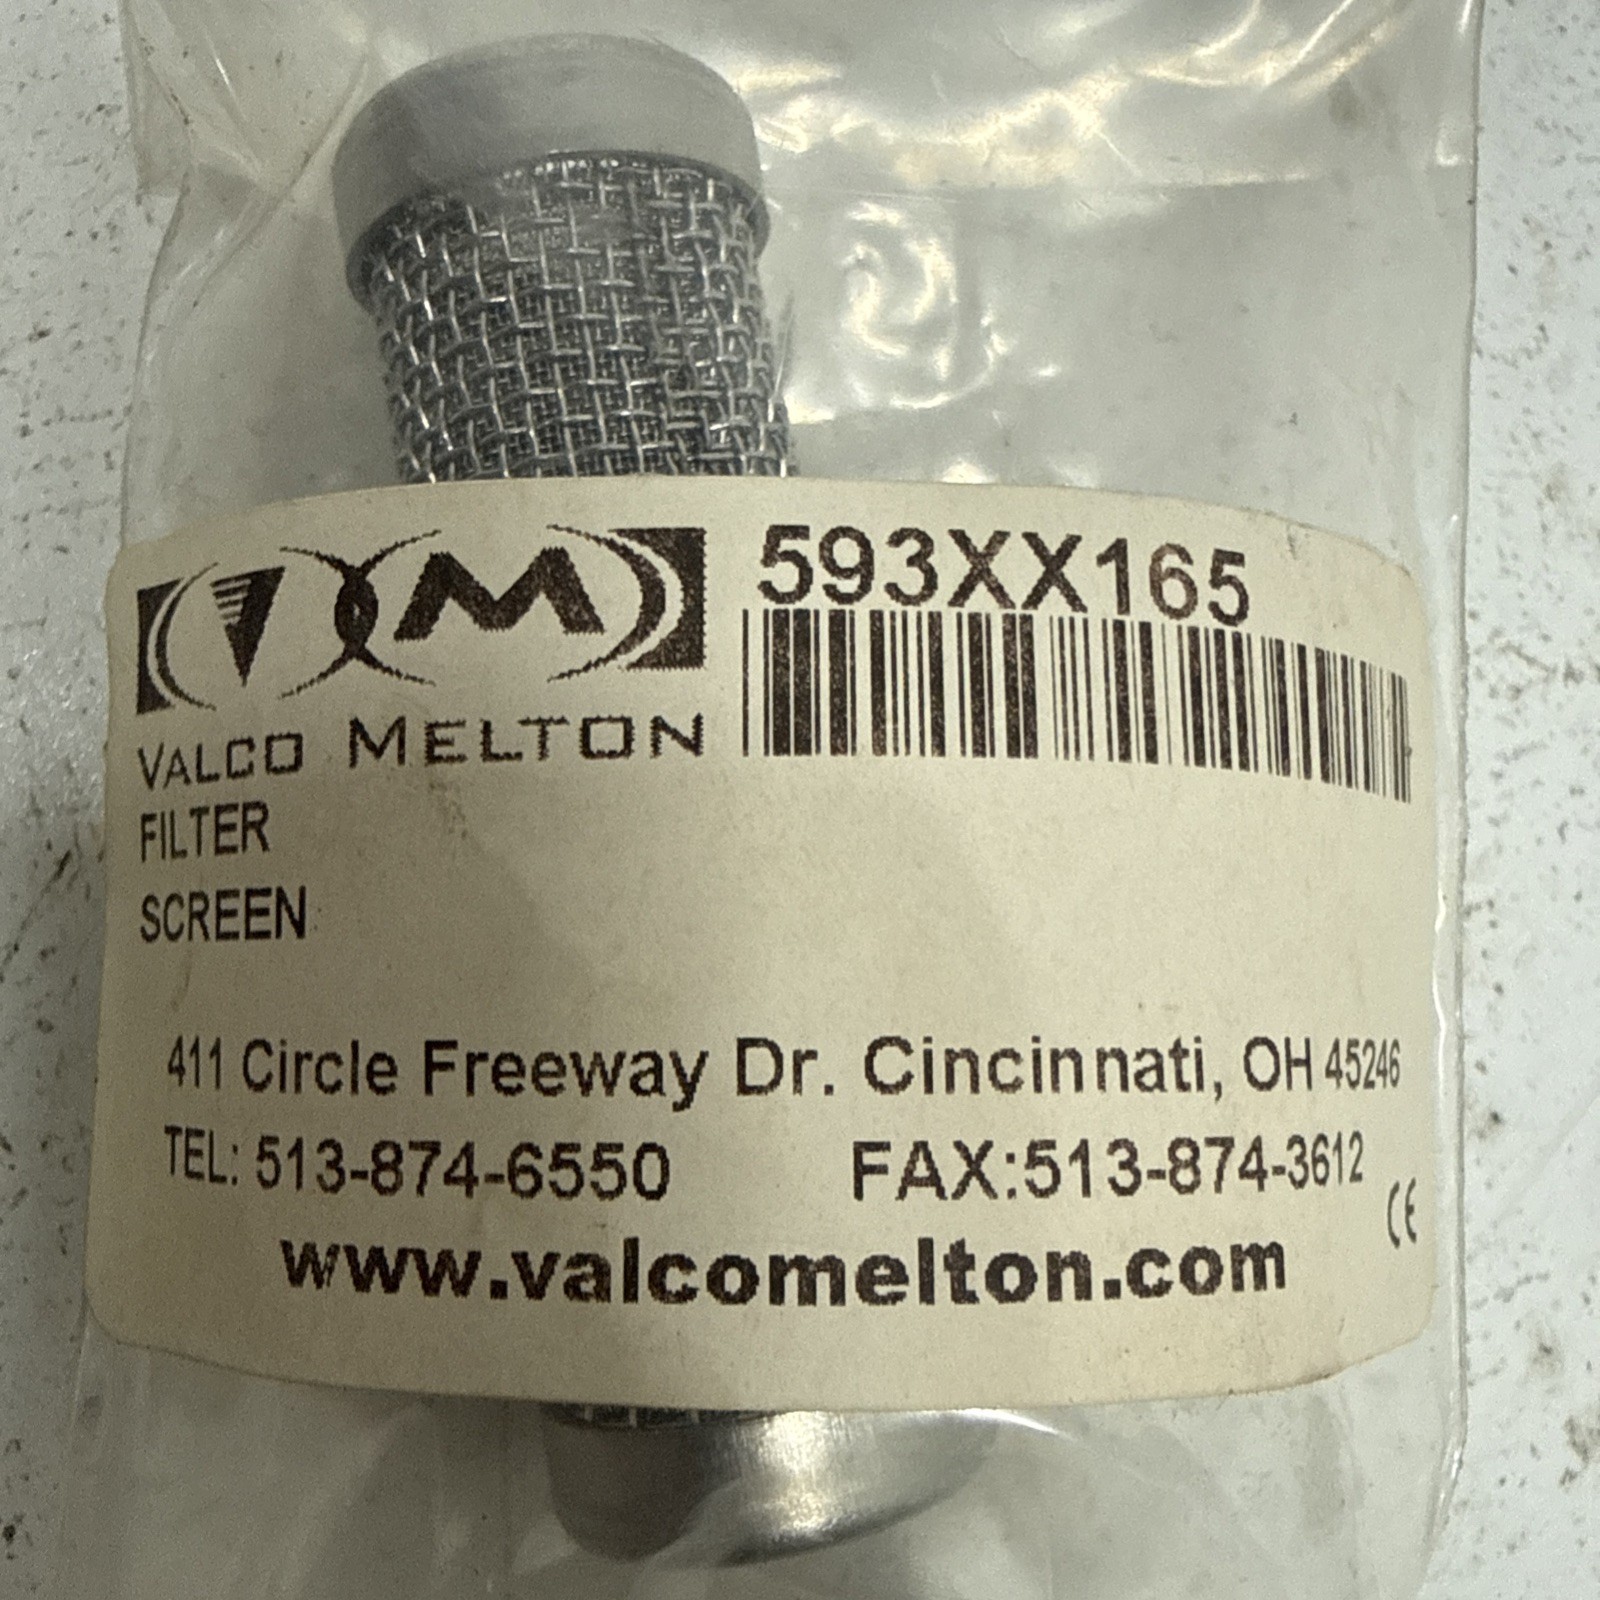 593XX165
VM
VALCO MELTON
FILTER
SCREEN
411 Circle Freeway Dr. Cincinnati, OH 45246
TEL: 513-874-6550 FAX:513-874-3612
CE
www.valcomelton.com